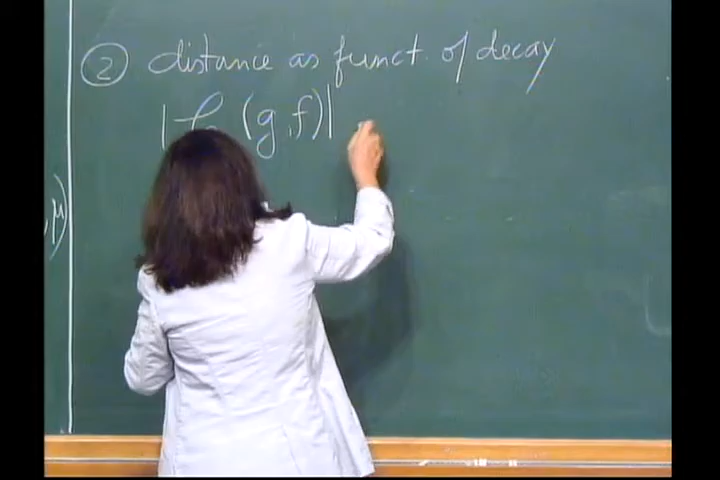 ② distance as funct. of decay
(g, f)|
, μ)